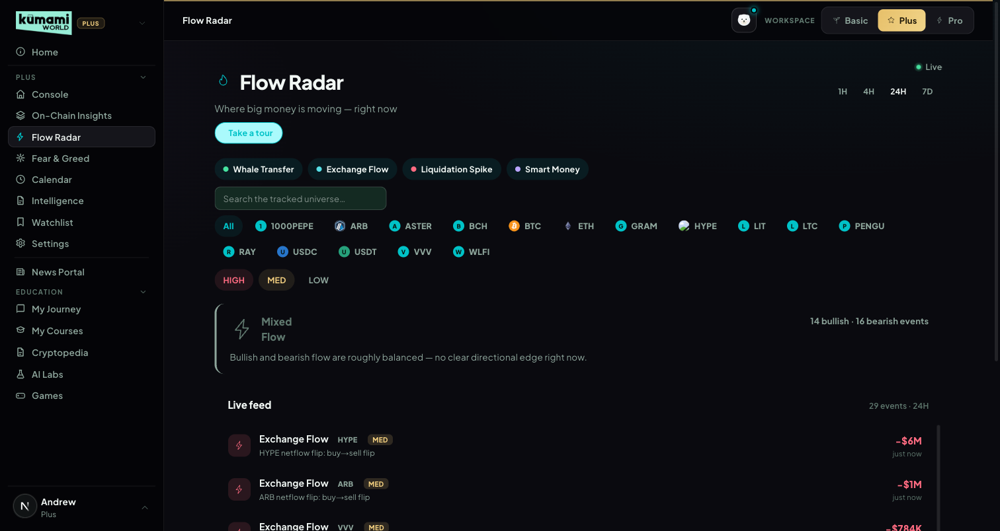 kūmami WORLD PLUS
Home
PLUS
Console
On-Chain Insights
Flow Radar
Fear & Greed
Calendar
Intelligence
Watchlist
Settings
News Portal
EDUCATION
My Journey
My Courses
Cryptopedia
AI Labs
Games
N Andrew
Plus
Flow Radar
WORKSPACE Basic Plus Pro
Live
Flow Radar
1H 4H 24H 7D
Where big money is moving — right now
Take a tour
Whale Transfer Exchange Flow Liquidation Spike Smart Money
Search the tracked universe...
All 1 1000PEPE ARB A ASTER B BCH BTC ETH G GRAM HYPE L LIT L LTC P PENGU
R RAY U USDC U USDT V VVV W WLFI
HIGH MED LOW
Mixed
Flow
14 bullish · 16 bearish events
Bullish and bearish flow are roughly balanced — no clear directional edge right now.
Live feed 29 events · 24H
Exchange Flow HYPE MED -$6M
HYPE netflow flip: buy→sell flip just now
Exchange Flow ARB MED -$1M
ARB netflow flip: buy→sell flip just now
Exchange Flow VVV MED -$784K